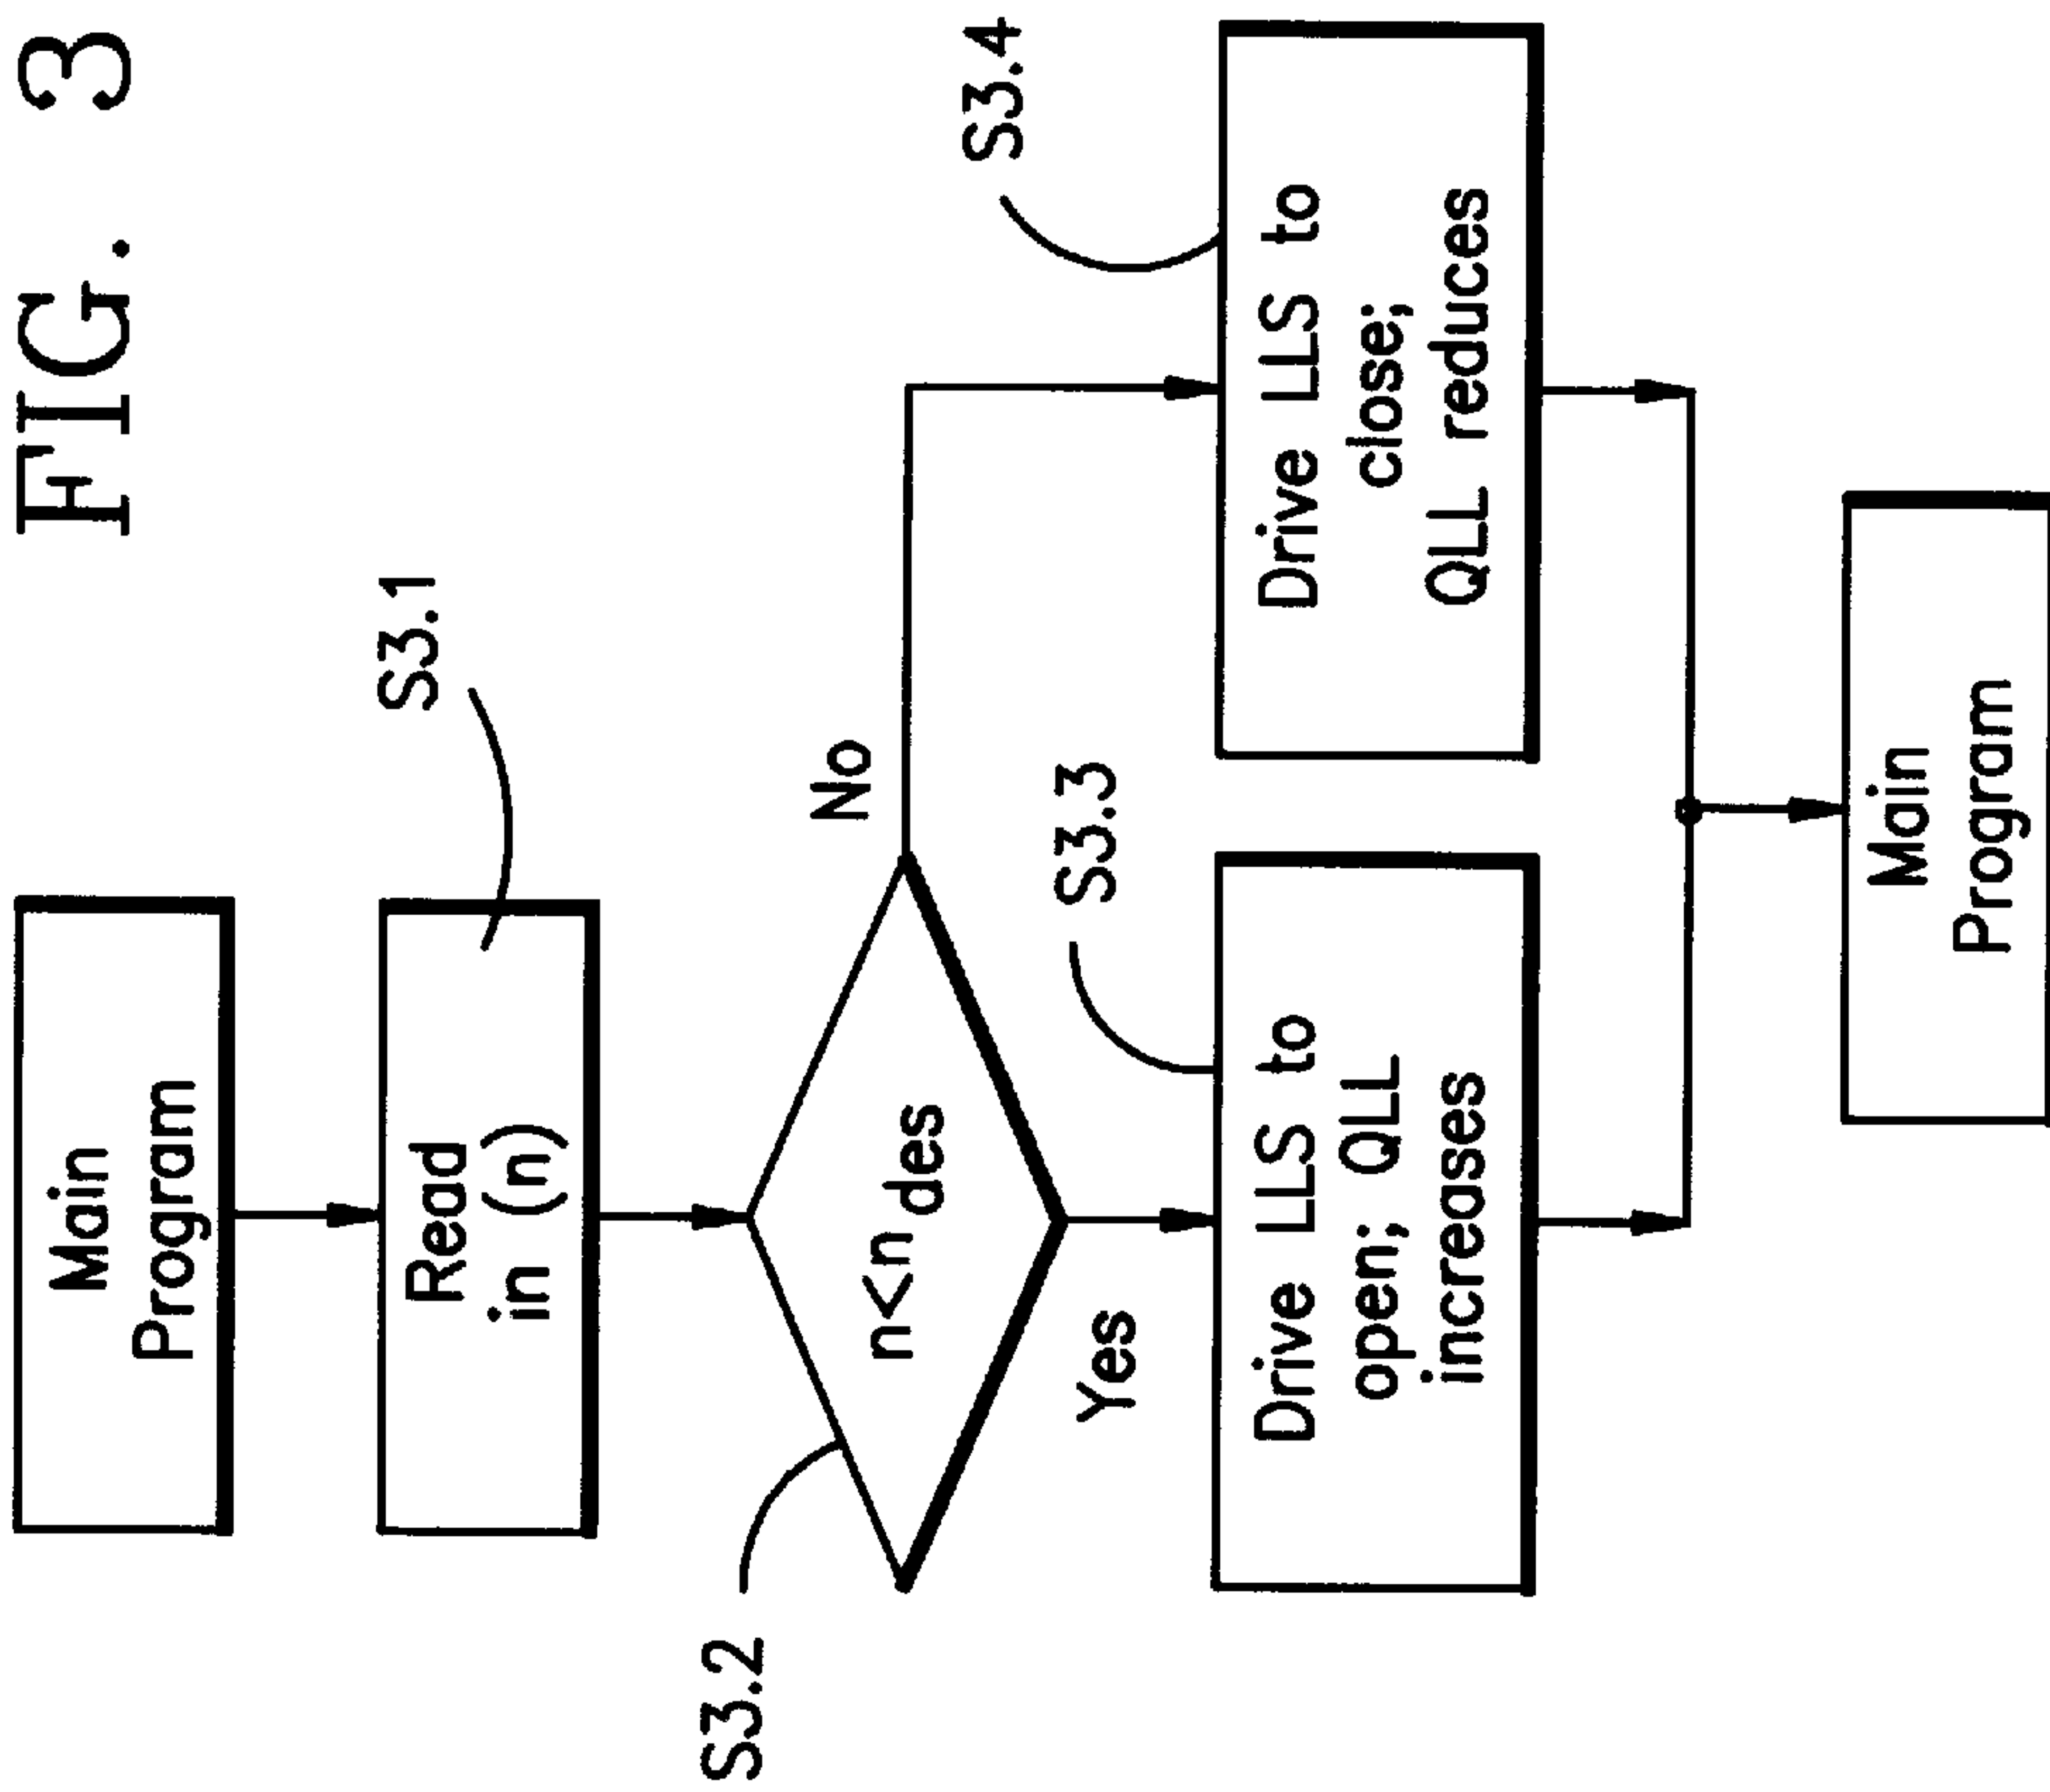 FIG. 3
Main
Program
S3.1
Read
in (n)
S3.2
n<n des
No
Yes
S3.3
Drive LLS to
open; QLL
increases
S3.4
Drive LLS to
close;
QLL reduces
Main
Program